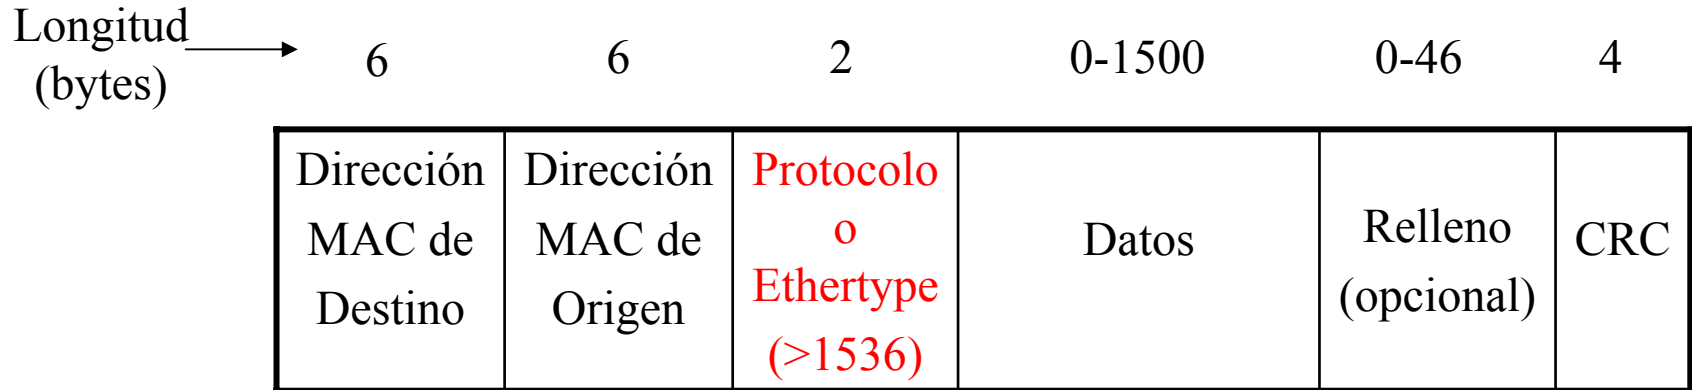 Longitud
(bytes)
6 6 2 0-1500 0-46 4
Dirección
MAC de
Destino
Dirección
MAC de
Origen
Protocolo
o
Ethertype
(>1536)
Datos
Relleno
(opcional)
CRC